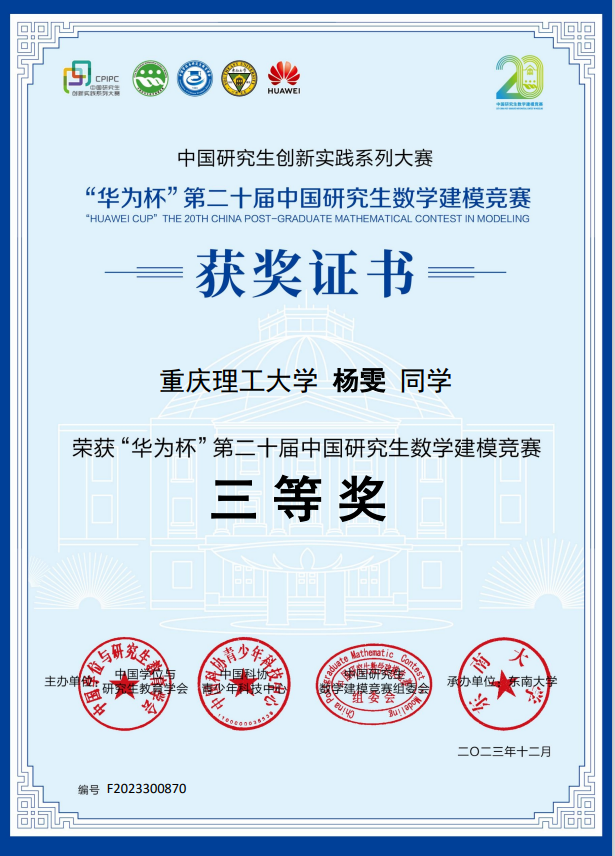 CPIPC
中国研究生
创新实践系列大赛
HUAWEI
20
中国研究生数学建模竞赛
中国研究生创新实践系列大赛
“华为杯”第二十届中国研究生数学建模竞赛
“HUAWEI CUP” THE 20TH CHINA POST-GRADUATE MATHEMATICAL CONTEST IN MODELING
获奖证书
重庆理工大学 杨雯 同学
荣获“华为杯”第二十届中国研究生数学建模竞赛
三等奖
主办单位：
中国学位与
研究生教育学会
中国科协
青少年科技中心
中国研究生
数学建模竞赛组委会
承办单位：东南大学
中国学位与研究生教育学会
中国科协青少年科技中心
China Postgraduate Mathematic Contest in Modeling
组委会
东南大学
二〇二三年十二月
编号 F2023300870